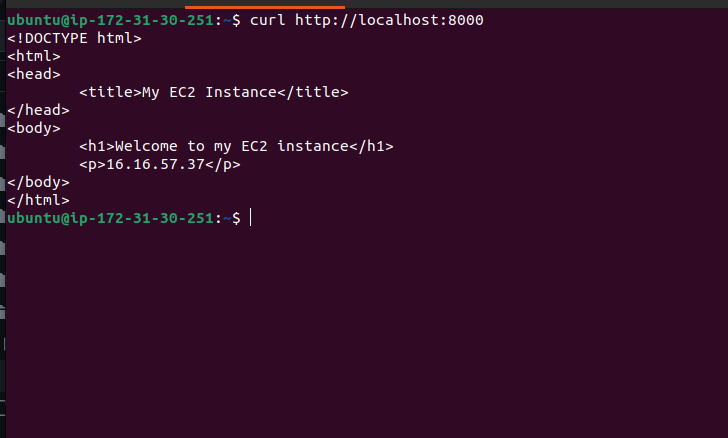 ubuntu@ip-172-31-30-251:~$ curl http://localhost:8000
<!DOCTYPE html>
<html>
<head>
        <title>My EC2 Instance</title>
</head>
<body>
        <h1>Welcome to my EC2 instance</h1>
        <p>16.16.57.37</p>
</body>
</html>
ubuntu@ip-172-31-30-251:~$